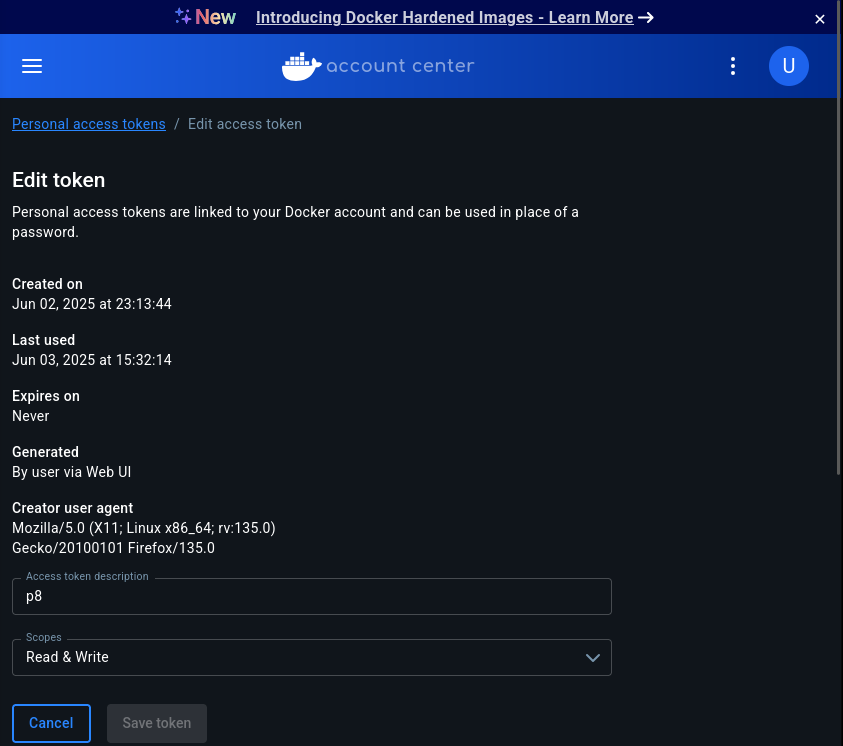 New Introducing Docker Hardened Images - Learn More
account center
U
Personal access tokens / Edit access token
Edit token
Personal access tokens are linked to your Docker account and can be used in place of a
password.
Created on
Jun 02, 2025 at 23:13:44
Last used
Jun 03, 2025 at 15:32:14
Expires on
Never
Generated
By user via Web UI
Creator user agent
Mozilla/5.0 (X11; Linux x86_64; rv:135.0)
Gecko/20100101 Firefox/135.0
Access token description
p8
Scopes
Read & Write
Cancel Save token